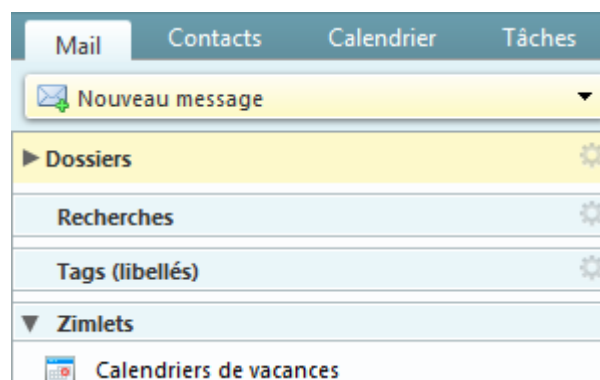 Mail Contacts Calendrier Tâches
Nouveau message
Dossiers
Recherches
Tags (libellés)
Zimlets
Calendriers de vacances